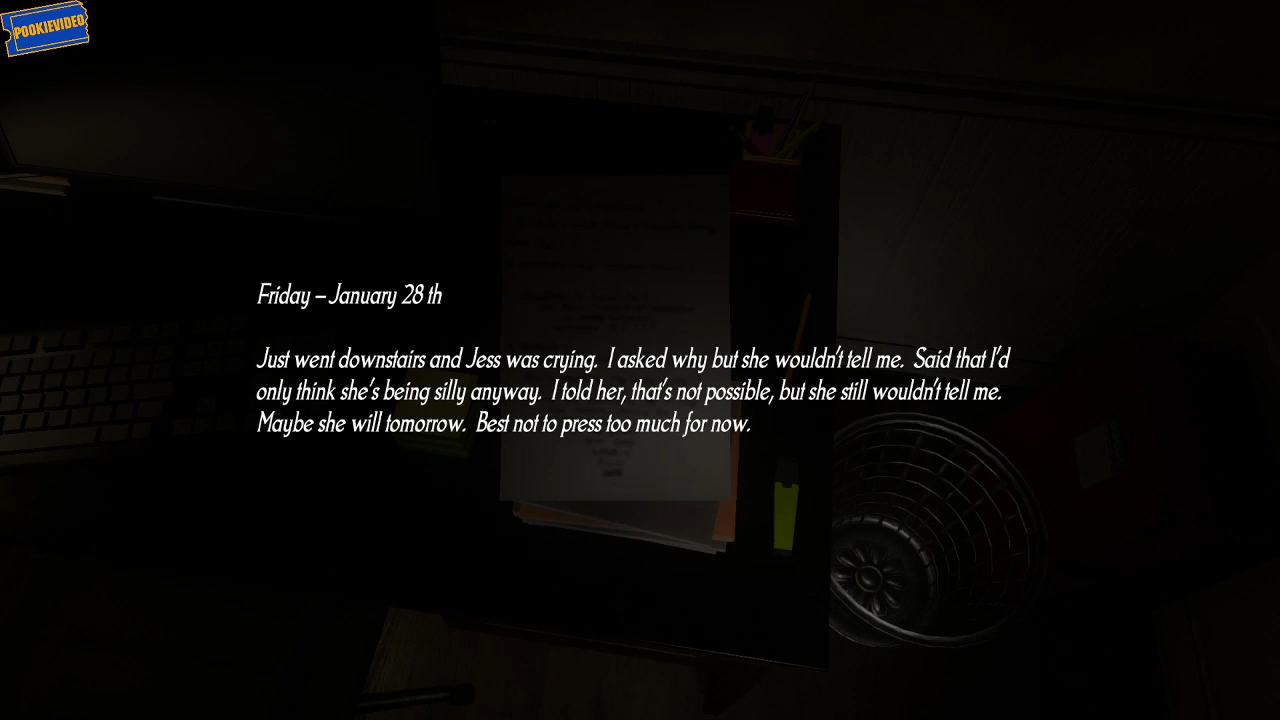 POOKIEVIDEO
Friday – January 28 th
Just went downstairs and Jess was crying. I asked why but she wouldn't tell me. Said that I'd
only think she's being silly anyway. I told her, that's not possible, but she still wouldn't tell me.
Maybe she will tomorrow. Best not to press too much for now.